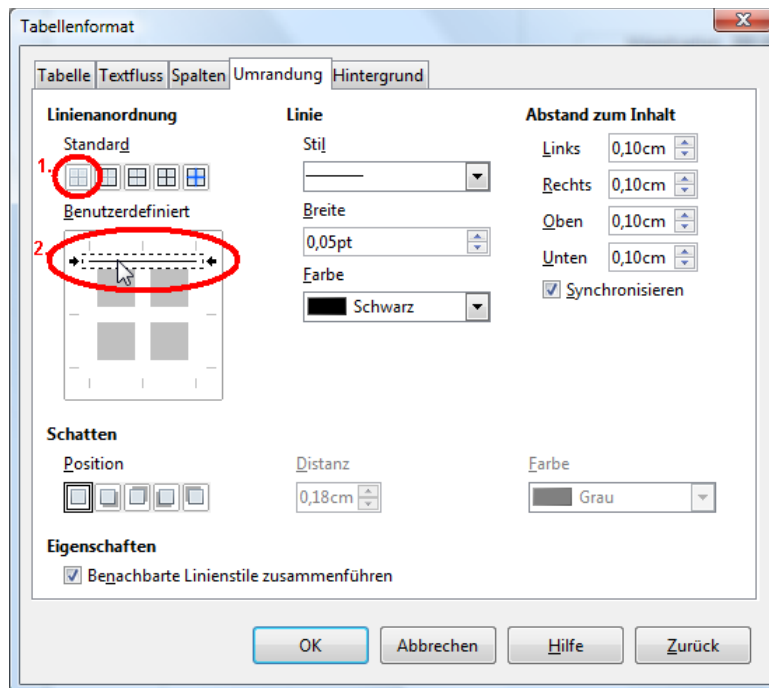 Tabellenformat
Tabelle Textfluss Spalten Umrandung Hintergrund
Linienanordnung
Standard
1.
Benutzerdefiniert
2.
Linie
Stil
Breite
0,05pt
Farbe
Schwarz
Abstand zum Inhalt
Links 0,10cm
Rechts 0,10cm
Oben 0,10cm
Unten 0,10cm
Synchronisieren
Schatten
Position
Distanz
0,18cm
Farbe
Grau
Eigenschaften
Benachbarte Linienstile zusammenführen
OK Abbrechen Hilfe Zurück